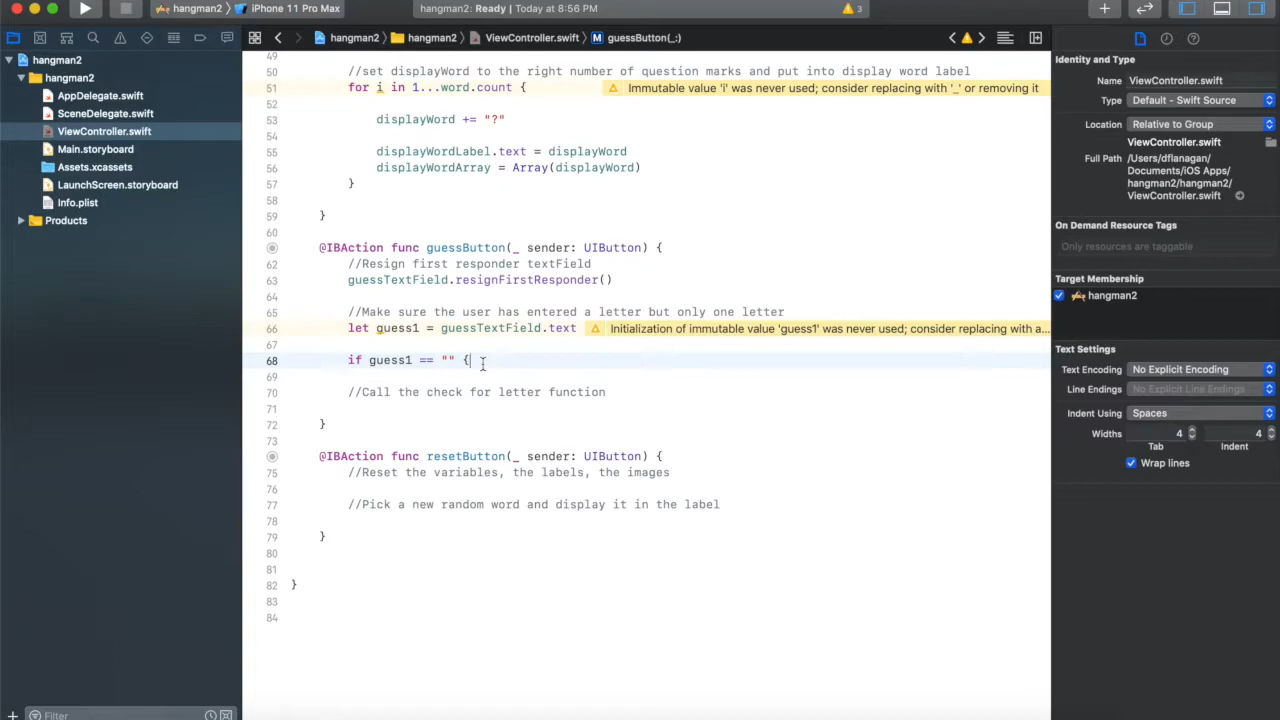 hangman2 〉 iPhone 11 Pro Max
hangman2: Ready | Today at 8:56 PM
3
hangman2 〉 hangman2 〉 ViewController.swift 〉 M guessButton(_:)
hangman2
hangman2
AppDelegate.swift
SceneDelegate.swift
ViewController.swift
Main.storyboard
Assets.xcassets
LaunchScreen.storyboard
Info.plist
Products
Filter
49
50 //set displayWord to the right number of question marks and put into display word label
51 for i in 1...word.count { Immutable value 'i' was never used; consider replacing with '_' or removing it
52
53 displayWord += "?"
54
55 displayWordLabel.text = displayWord
56 displayWordArray = Array(displayWord)
57 }
58
59 }
60
@IBAction func guessButton(_ sender: UIButton) {
62 //Resign first responder textField
63 guessTextField.resignFirstResponder()
64
65 //Make sure the user has entered a letter but only one letter
66 let guess1 = guessTextField.text Initialization of immutable value 'guess1' was never used; consider replacing with a...
67
68 if guess1 == "" {
69
70 //Call the check for letter function
71
72 }
73
@IBAction func resetButton(_ sender: UIButton) {
75 //Reset the variables, the labels, the images
76
77 //Pick a new random word and display it in the label
78
79 }
80
81
82 }
83
84
Identity and Type
Name ViewController.swift
Type Default - Swift Source
Location Relative to Group
ViewController.swift
Full Path /Users/dflanagan/
Documents/iOS Apps/
hangman2/hangman2/
ViewController.swift
On Demand Resource Tags
Only resources are taggable
Target Membership
hangman2
Text Settings
Text Encoding No Explicit Encoding
Line Endings No Explicit Line Endings
Indent Using Spaces
Widths 4 4
Tab Indent
Wrap lines